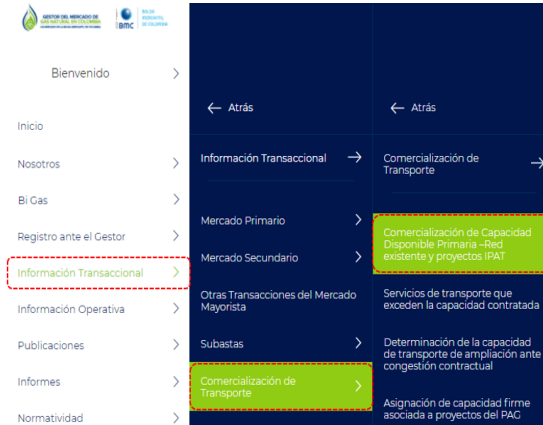 GESTOR DEL MERCADO DE
GAS NATURAL EN COLOMBIA
BMC
BOLSA
MERCANTIL
DE COLOMBIA
Bienvenido
Inicio
Nosotros
Bi Gas
Registro ante el Gestor
Información Transaccional
Información Operativa
Publicaciones
Informes
Normatividad
Atrás
Información Transaccional
Mercado Primario
Mercado Secundario
Otras Transacciones del Mercado
Mayorista
Subastas
Comercialización de
Transporte
Atrás
Comercialización de
Transporte
Comercialización de Capacidad
Disponible Primaria –Red
existente y proyectos IPAT
Servicios de transporte que
exceden la capacidad contratada
Determinación de la capacidad
de transporte de ampliación ante
congestión contractual
Asignación de capacidad firme
asociada a proyectos del PAG